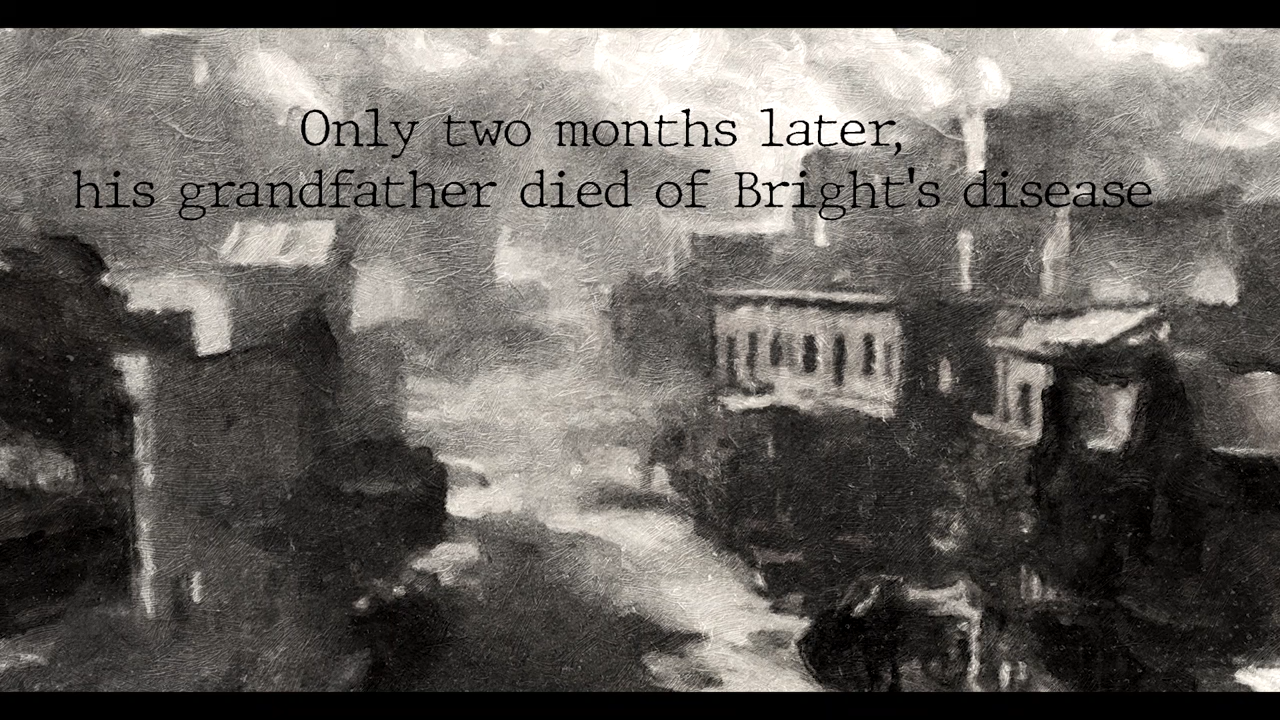 Only two months later,
his grandfather died of Bright's disease